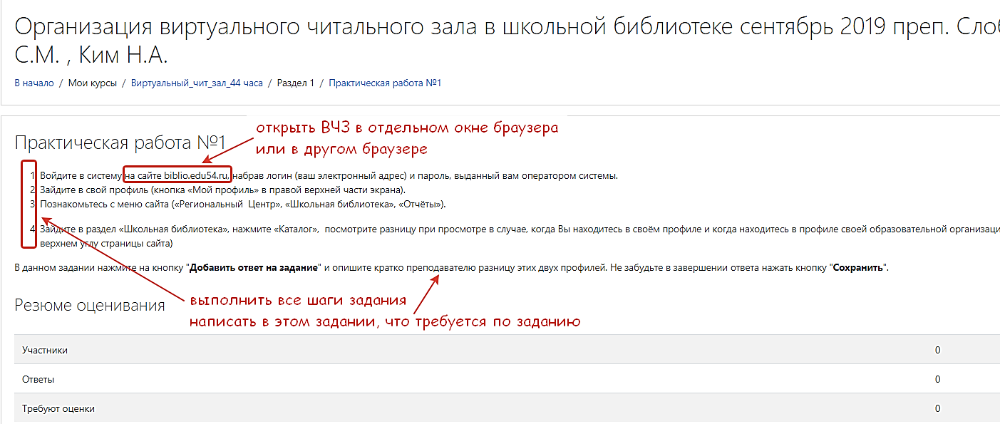 Организация виртуального читального зала в школьной библиотеке сентябрь 2019 преп.
С.М. , Ким Н.А.
В начало / Мои курсы / Виртуальный_чит_зал_44 часа / Раздел 1 / Практическая работа №1
открыть ВЧЗ в отдельном окне браузера
или в другом браузере
Практическая работа №1
1 Войдите в систему на сайте biblio.edu54.ru, набрав логин (ваш электронный адрес) и пароль, выданный вам оператором системы.
2 Зайдите в свой профиль (кнопка «Мой профиль» в правой верхней части экрана).
3 Познакомьтесь с меню сайта («Региональный Центр», «Школьная библиотека», «Отчёты»).
4 Зайдите в раздел «Школьная библиотека», нажмите «Каталог», посмотрите разницу при просмотре в случае, когда Вы находитесь в своём профиле и когда находитесь в профиле своей образовательной
верхнем углу страницы сайта)
В данном задании нажмите на кнопку "Добавить ответ на задание" и опишите кратко преподавателю разницу этих двух профилей. Не забудьте в завершении ответа нажать кнопку "Сохранить".
выполнить все шаги задания
Резюме оценивания
написать в этом задании, что требуется по заданию
Участники 0
Ответы 0
Требуют оценки 0